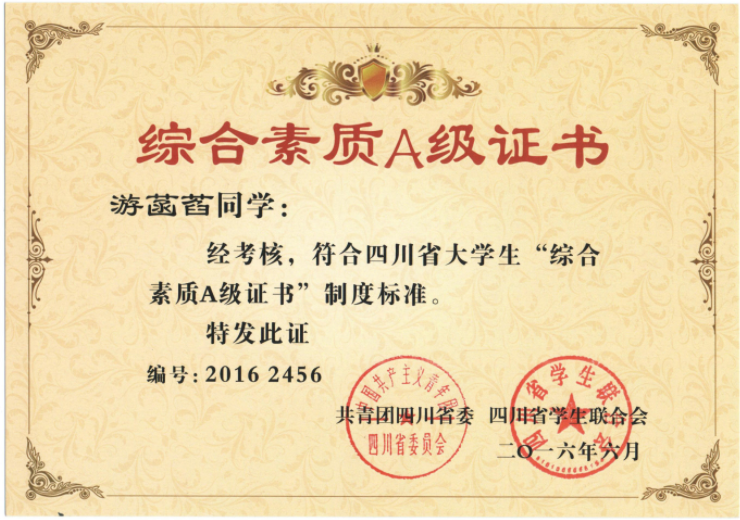 综合素质A级证书
游菡萏同学：
经考核，符合四川省大学生“综合
素质A级证书”制度标准。
特发此证
编号：2016 2456
共青团四川省委 四川省学生联合会
二〇一六年六月
中国共产主义青年团
四川省委员会
四川省学生联合会